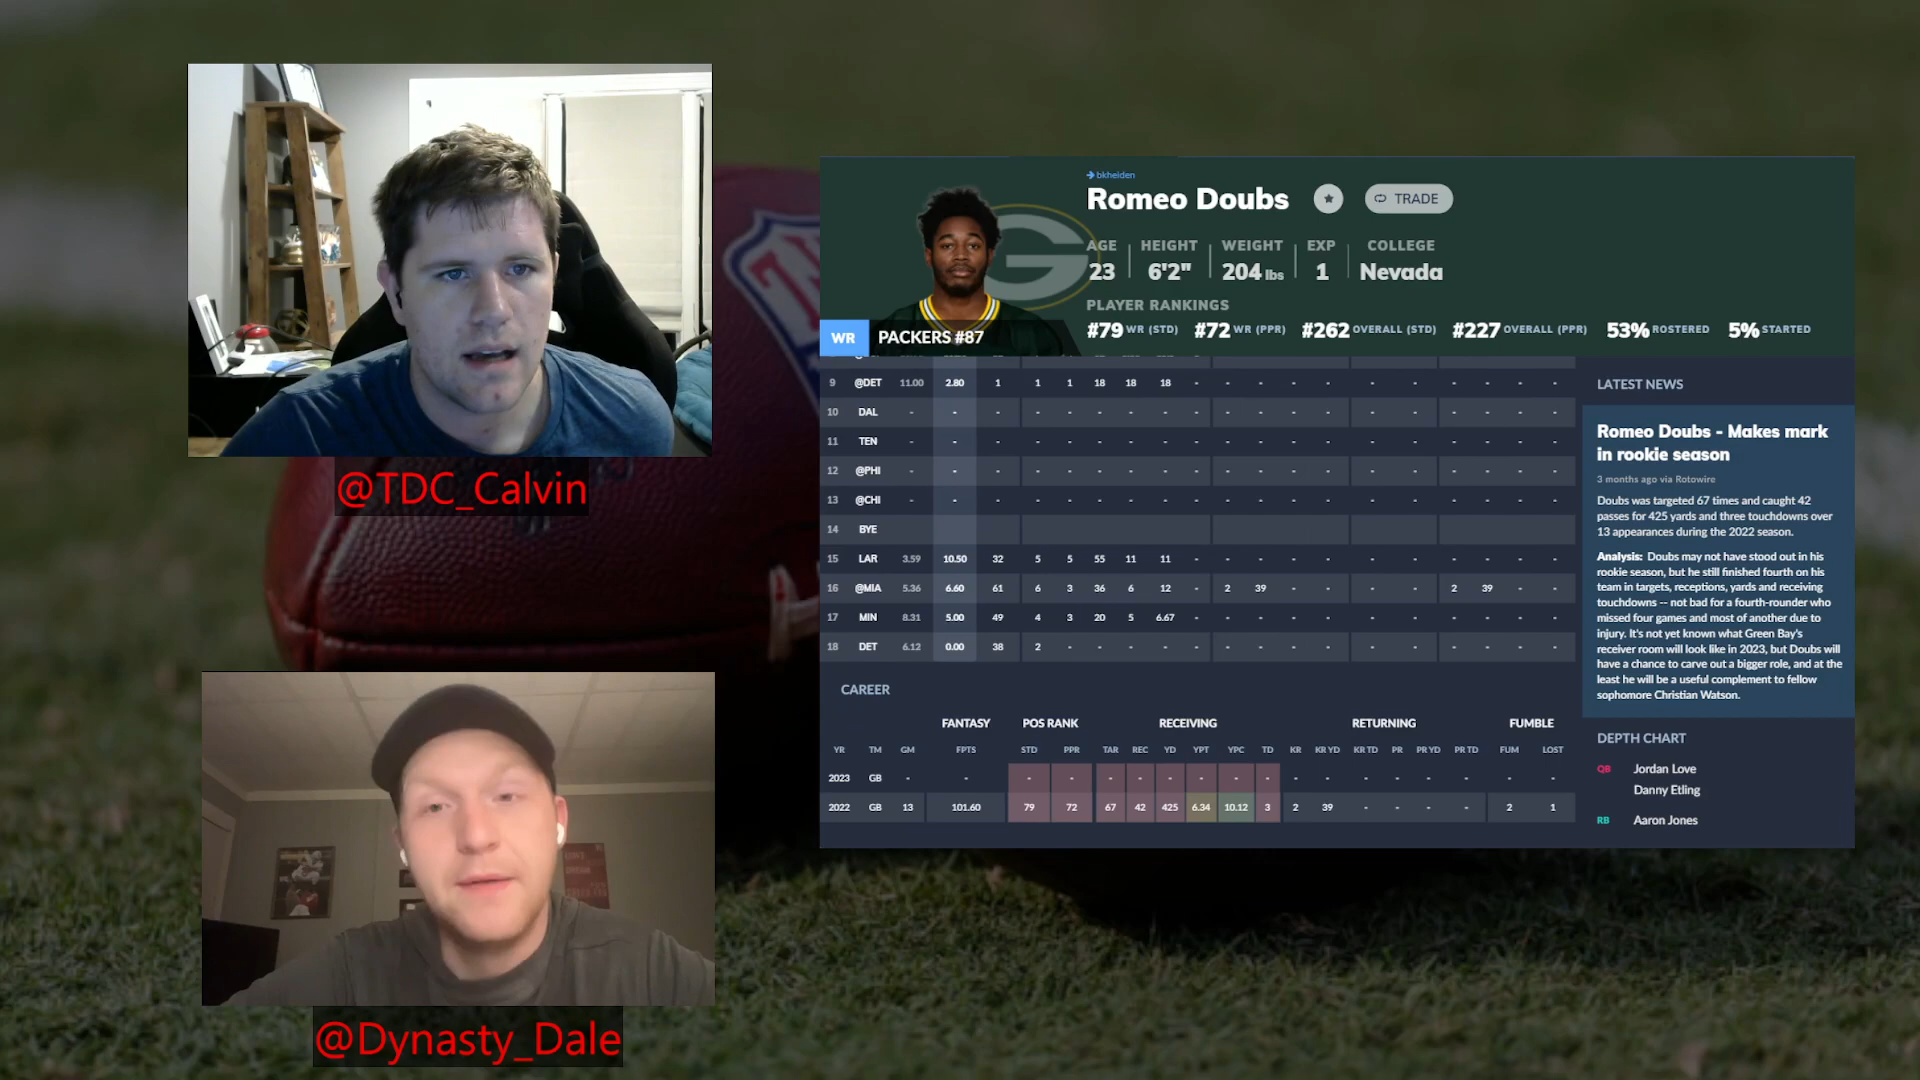 @TDC_Calvin
@Dynasty_Dale
bkheiden
Romeo Doubs
TRADE
AGE HEIGHT WEIGHT EXP COLLEGE
23 6'2" 204 lbs 1 Nevada
PLAYER RANKINGS
#79 WR (STD) #72 WR (PPR) #262 OVERALL (STD) #227 OVERALL (PPR) 53% ROSTERED 5% STARTED
WR PACKERS #87
9 @DET 11.00 2.80 1 1 1 18 18 18 - - - - - - - - - - -
10 DAL - - - - - - - - - - - - - - - - - - -
11 TEN - - - - - - - - - - - - - - - - - - -
12 @PHI - - - - - - - - - - - - - - - - - - -
13 @CHI - - - - - - - - - - - - - - - - - - -
14 BYE
15 LAR 3.59 10.50 32 5 5 55 11 11 - - - - - - - - - - -
16 @MIA 5.36 6.60 61 6 3 36 6 12 - 2 39 - - - - 2 39 - -
17 MIN 8.31 5.00 49 4 3 20 5 6.67 - - - - - - - - - - -
18 DET 6.12 0.00 38 2 - - - - - - - - - - - - - - -
CAREER
FANTASY POS RANK RECEIVING RETURNING FUMBLE
YR TM GM FPTS STD PPR TAR REC YD YPT YPC TD KR KR YD KR TD PR PR YD PR TD FUM LOST
2023 GB - - - - - - - - - - - - - - - - - -
2022 GB 13 101.60 79 72 67 42 425 6.34 10.12 3 2 39 - - - - 2 1
LATEST NEWS
Romeo Doubs - Makes mark
in rookie season
3 months ago via Rotowire
Doubs was targeted 67 times and caught 42
passes for 425 yards and three touchdowns over
13 appearances during the 2022 season.
Analysis: Doubs may not have stood out in his
rookie season, but he still finished fourth on his
team in targets, receptions, yards and receiving
touchdowns -- not bad for a fourth-rounder who
missed four games and most of another due to
injury. It's not yet known what Green Bay's
receiver room will look like in 2023, but Doubs will
have a chance to carve out a bigger role, and at the
least he will be a useful complement to fellow
sophomore Christian Watson.
DEPTH CHART
QB Jordan Love
Danny Etling
RB Aaron Jones